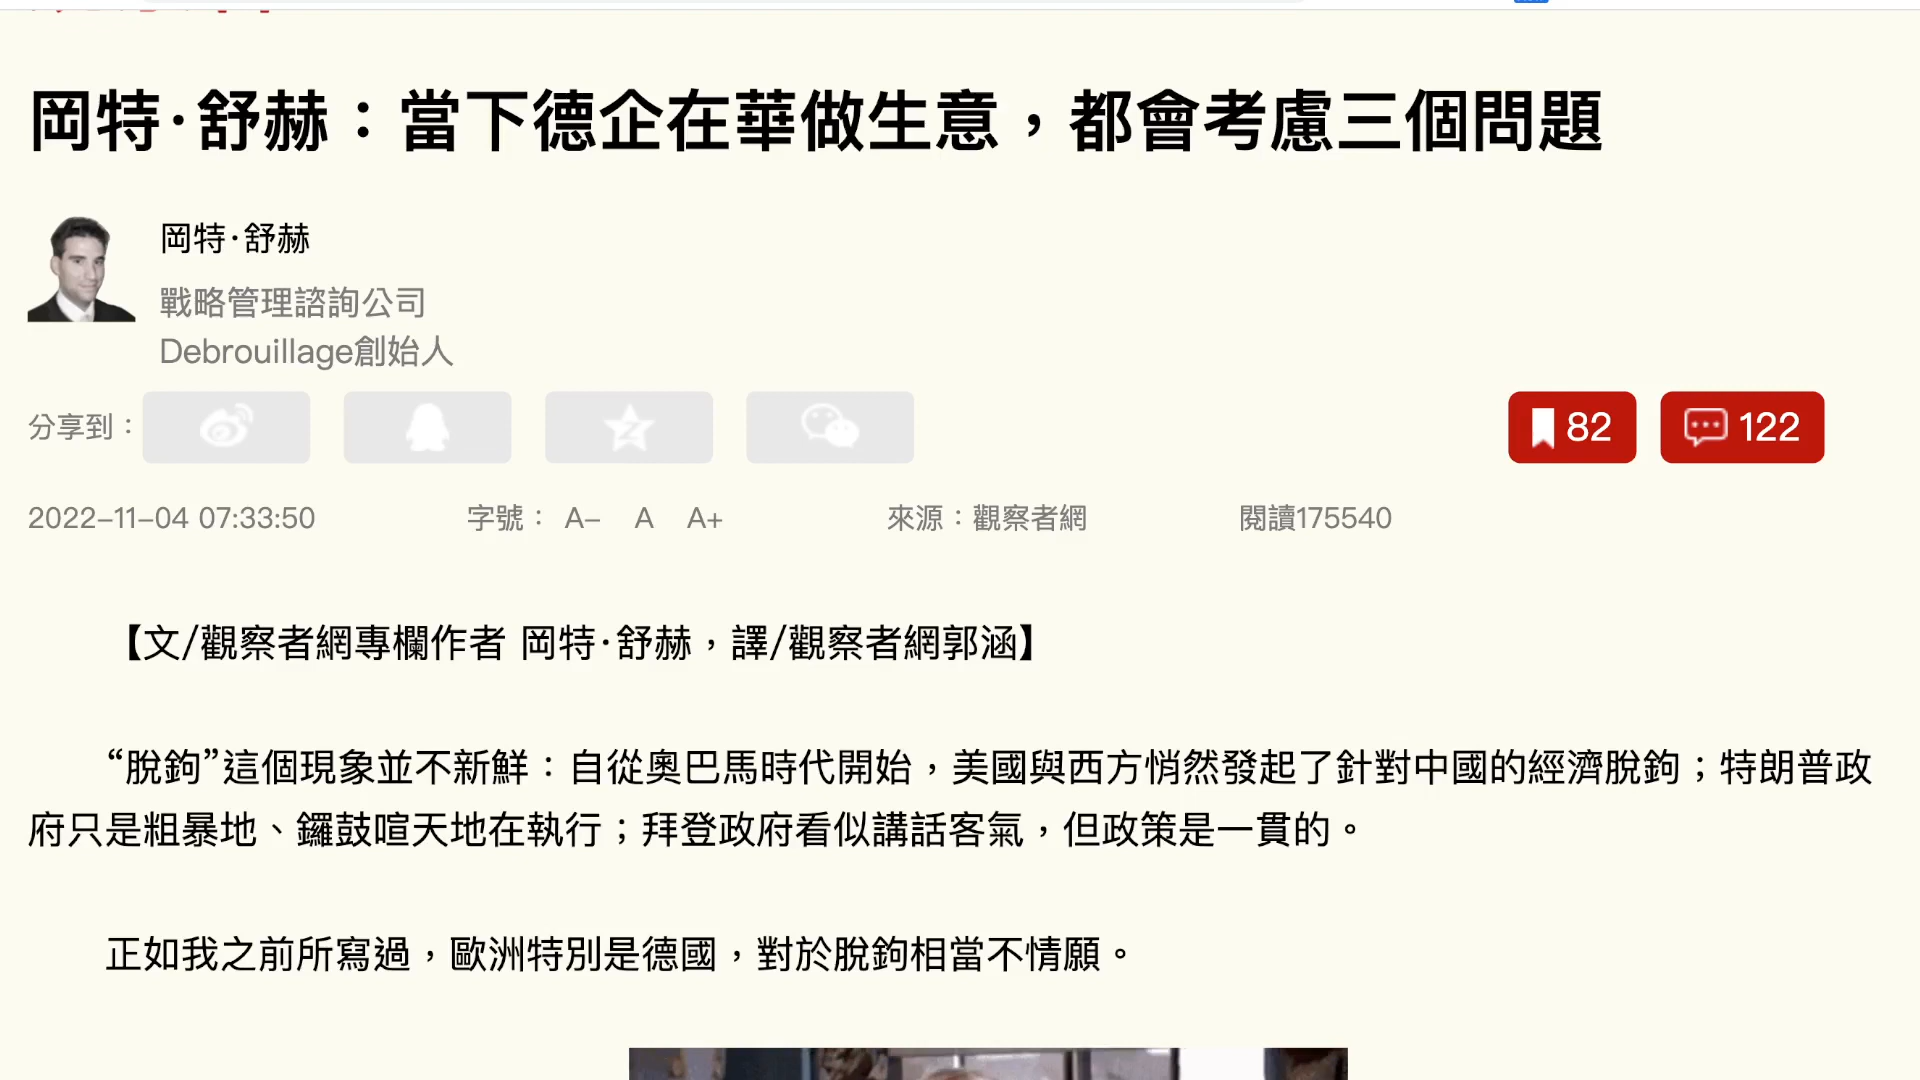 岡特·舒赫：當下德企在華做生意，都會考慮三個問題
岡特·舒赫
戰略管理諮詢公司
Debrouillage創始人
分享到：
82
122
2022-11-04 07:33:50 字號： A- A A+ 來源：觀察者網 閱讀175540
【文/觀察者網專欄作者 岡特·舒赫，譯/觀察者網郭涵】
“脫鉤”這個現象並不新鮮：自從奧巴馬時代開始，美國與西方悄然發起了針對中國的經濟脫鉤；特朗普政
府只是粗暴地、鑼鼓喧天地在執行；拜登政府看似講話客氣，但政策是一貫的。
正如我之前所寫過，歐洲特別是德國，對於脫鉤相當不情願。